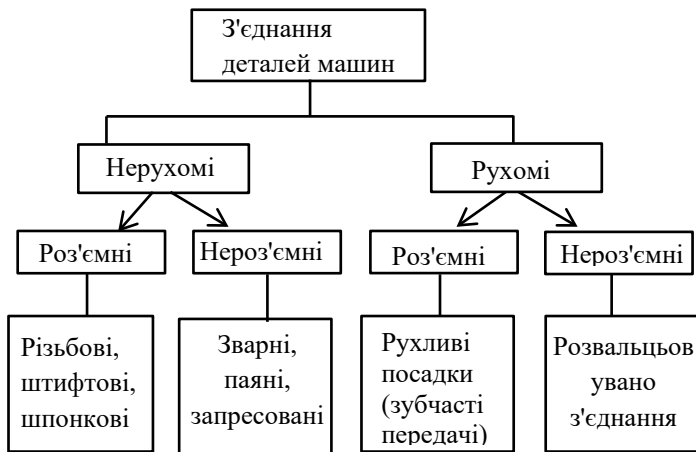 З'єднання
деталей машин
Нерухомі
Рухомі
Роз'ємні
Нероз'ємні
Роз'ємні
Нероз'ємні
Різьбові,
штифтові,
шпонкові
Зварні,
паяні,
запресовані
Рухливі
посадки
(зубчасті
передачі)
Розвальцьов
увано
з'єднання